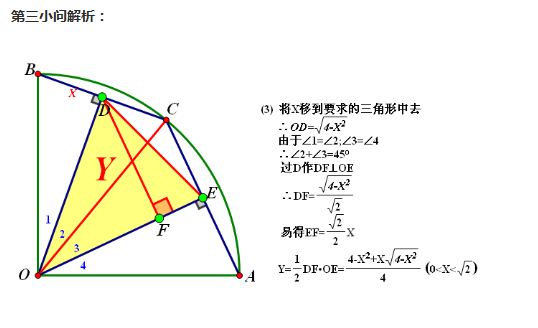 第三小问解析：
B
X
D
C
(3) 将X移到要求的三角形中去
∴OD=√4-X²
由于∠1=∠2;∠3=∠4
∴∠2+∠3=45º
过D作DF⊥OE
∴DF=√4-X²/√2
易得EF=√2/2 X
Y=1/2 DF·OE=4-X²+X√4-X²/4 (0<X<√2)
Y
E
1
2
F
3
4
O
A